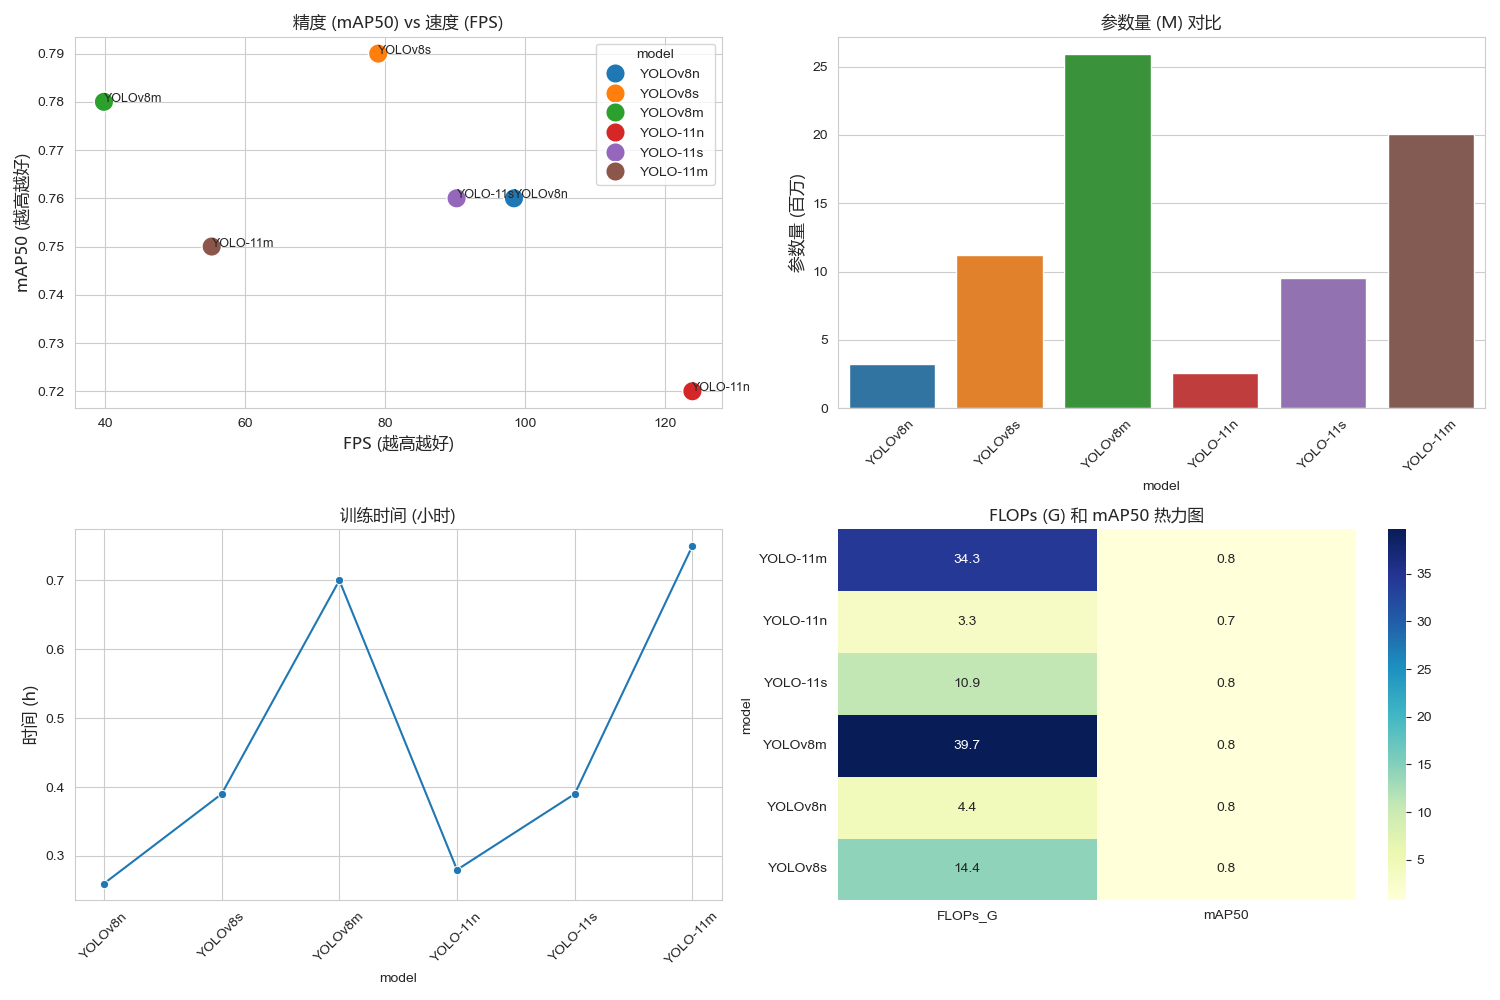 精度 (mAP50) vs 速度 (FPS)
mAP50 (越高越好)
0.79
0.78
0.77
0.76
0.75
0.74
0.73
0.72
YOLOv8s
YOLOv8m
YOLO-11s
YOLOv8n
YOLO-11m
YOLO-11n
model
YOLOv8n
YOLOv8s
YOLOv8m
YOLO-11n
YOLO-11s
YOLO-11m
40 60 80 100 120
FPS (越高越好)
参数量 (M) 对比
参数量 (百万)
25
20
15
10
5
0
YOLOv8n YOLOv8s YOLOv8m YOLO-11n YOLO-11s YOLO-11m
model
训练时间 (小时)
时间 (h)
0.7
0.6
0.5
0.4
0.3
YOLOv8n YOLOv8s YOLOv8m YOLO-11n YOLO-11s YOLO-11m
model
FLOPs (G) 和 mAP50 热力图
model
YOLO-11m 34.3 0.8
YOLO-11n 3.3 0.7
YOLO-11s 10.9 0.8
YOLOv8m 39.7 0.8
YOLOv8n 4.4 0.8
YOLOv8s 14.4 0.8
FLOPs_G mAP50
35
30
25
20
15
10
5